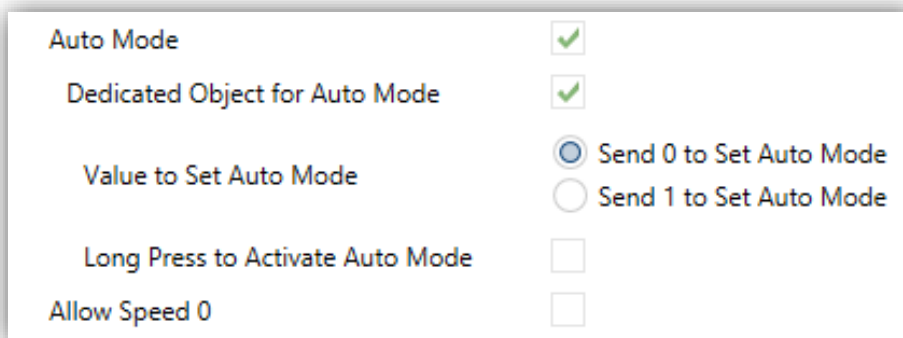 Auto Mode
Dedicated Object for Auto Mode
Value to Set Auto Mode
Send 0 to Set Auto Mode
Send 1 to Set Auto Mode
Long Press to Activate Auto Mode
Allow Speed 0